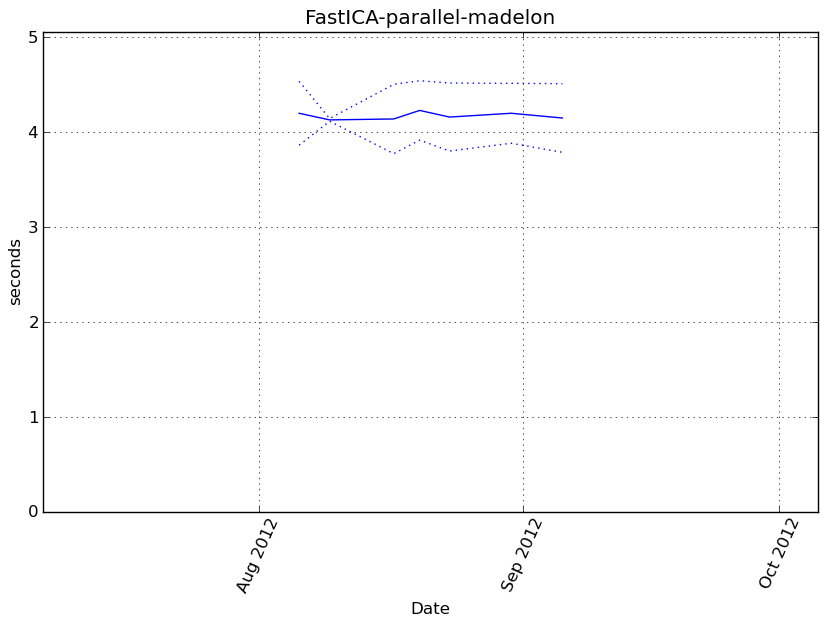 FastICA-parallel-madelon
5
4
3
2
1
0
seconds
Aug 2012
Sep 2012
Oct 2012
Date